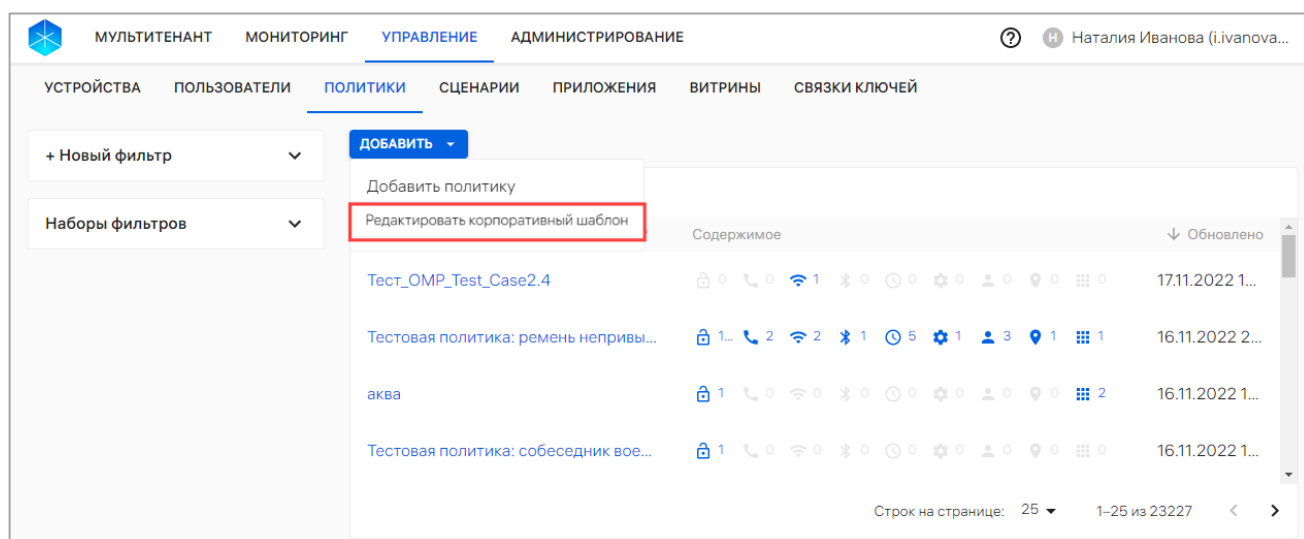 МУЛЬТИТЕНАНТ МОНИТОРИНГ УПРАВЛЕНИЕ АДМИНИСТРИРОВАНИЕ ? Н Наталия Иванова (i.ivanova...
УСТРОЙСТВА ПОЛЬЗОВАТЕЛИ ПОЛИТИКИ СЦЕНАРИИ ПРИЛОЖЕНИЯ ВИТРИНЫ СВЯЗКИ КЛЮЧЕЙ
+ Новый фильтр
Наборы фильтров
ДОБАВИТЬ
Добавить политику
Редактировать корпоративный шаблон
Содержимое Обновлено
Тест_OMP_Test_Case2.4 0 0 1 0 0 0 0 0 0 17.11.2022 1...
Тестовая политика: ремень непривы... 1... 2 2 1 5 1 3 1 1 16.11.2022 2...
аква 1 0 0 0 0 0 0 0 2 16.11.2022 1...
Тестовая политика: собеседник вое... 1 0 0 0 0 0 0 0 0 16.11.2022 1...
Строк на странице: 25 1–25 из 23227